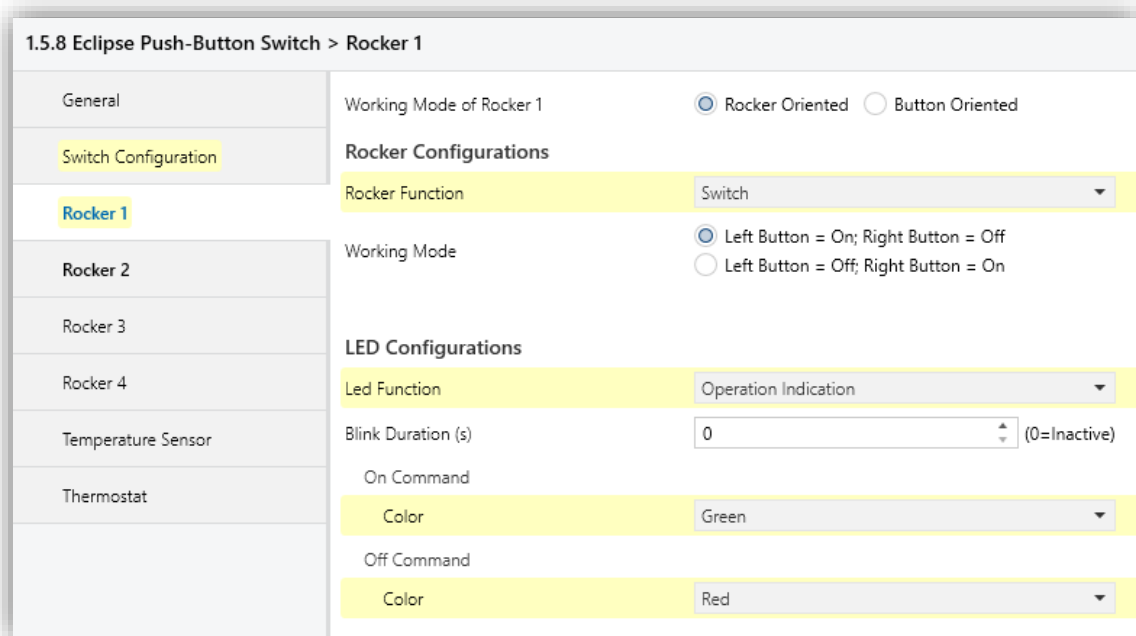 1.5.8 Eclipse Push-Button Switch > Rocker 1
General
Switch Configuration
Rocker 1
Rocker 2
Rocker 3
Rocker 4
Temperature Sensor
Thermostat
Working Mode of Rocker 1 Rocker Oriented Button Oriented
Rocker Configurations
Rocker Function Switch
Working Mode Left Button = On; Right Button = Off
Left Button = Off; Right Button = On
LED Configurations
Led Function Operation Indication
Blink Duration (s) 0 (0=Inactive)
On Command
Color Green
Off Command
Color Red